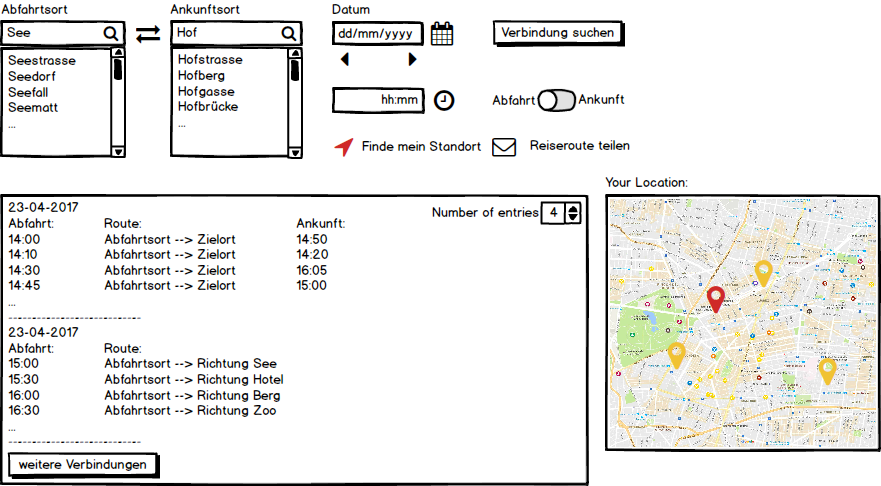 Abfahrtsort
Ankunftsort
Datum
See
Hof
dd/mm/yyyy
Verbindung suchen
Seestrasse
Seedorf
Seefall
Seematt
...
Hofstrasse
Hofberg
Hofgasse
Hofbrücke
...
hh:mm
Abfahrt
Ankunft
Finde mein Standort
Reiseroute teilen
Your Location:
23-04-2017
Number of entries
4
Abfahrt: Route: Ankunft:
14:00 Abfahrtsort --> Zielort 14:50
14:10 Abfahrtsort --> Zielort 14:20
14:30 Abfahrtsort --> Zielort 16:05
14:45 Abfahrtsort --> Zielort 15:00
...
----------------------------
23-04-2017
Abfahrt: Route:
15:00 Abfahrtsort --> Richtung See
15:30 Abfahrtsort --> Richtung Hotel
16:00 Abfahrtsort --> Richtung Berg
16:30 Abfahrtsort --> Richtung Zoo
...
----------------------------
weitere Verbindungen